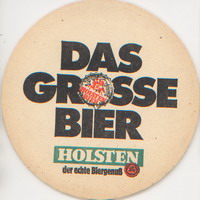 DAS
GROSSE
BIER
HOLSTEN
der echte Biergenuß